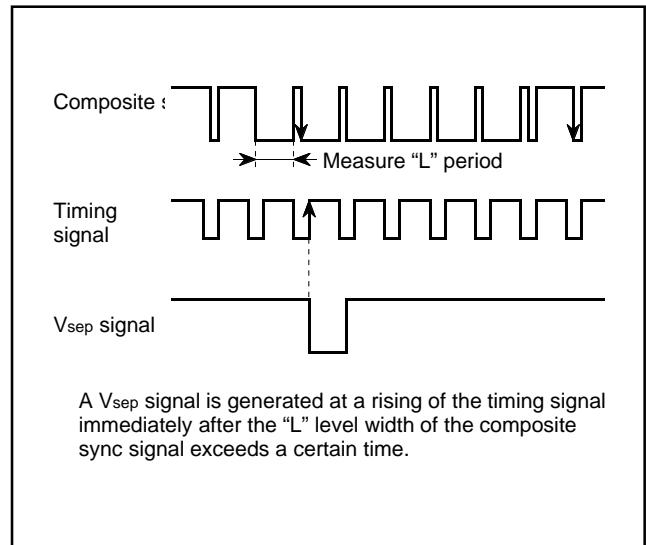 Composite
Measure “L” period
Timing
signal
Vsep signal
A Vsep signal is generated at a rising of the timing signal
immediately after the “L” level width of the composite
sync signal exceeds a certain time.